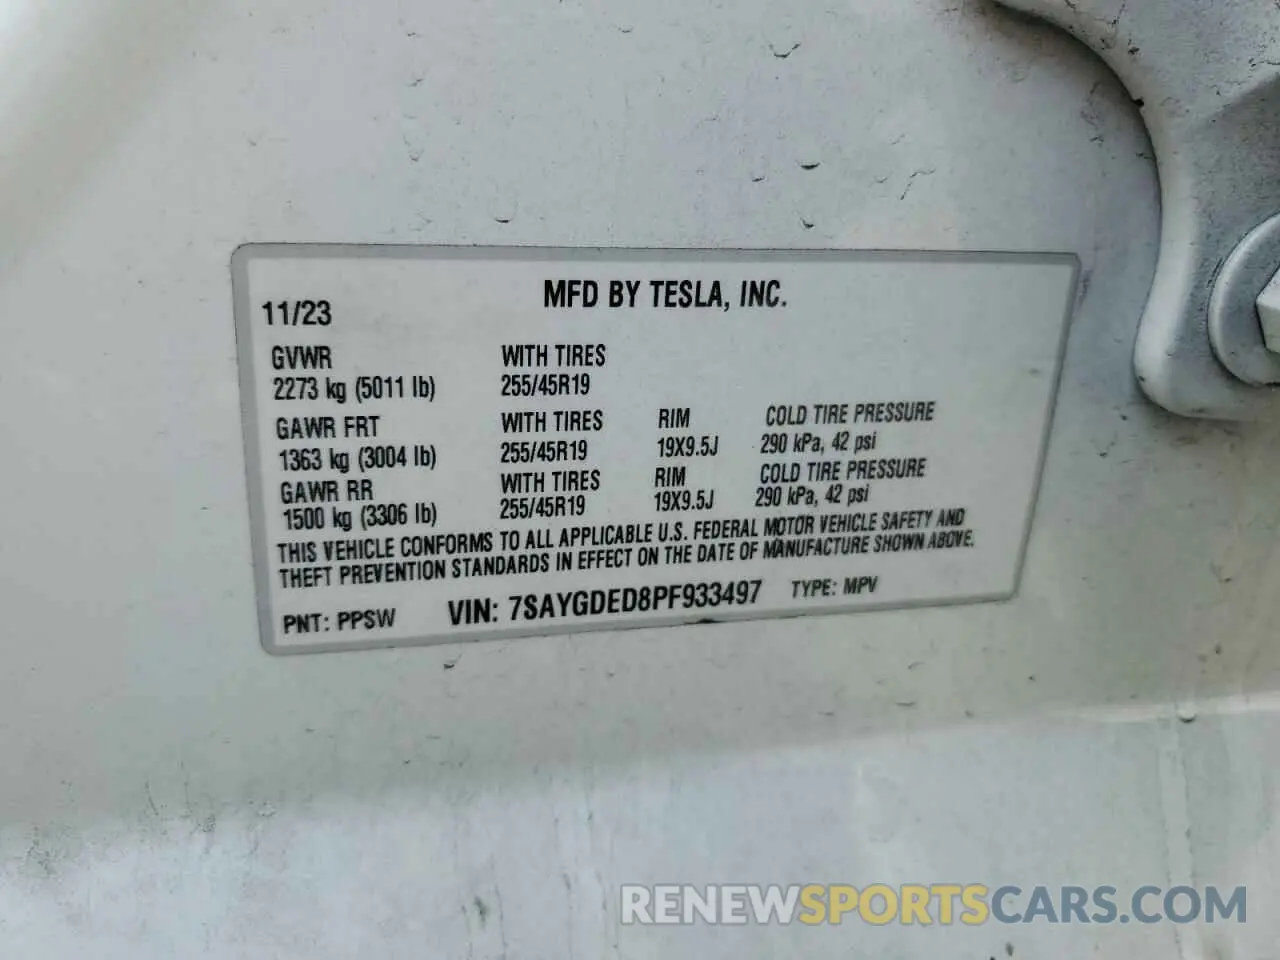 MFD BY TESLA, INC.
11/23
GVWR WITH TIRES
2273 kg (5011 lb) 255/45R19
GAWR FRT WITH TIRES RIM COLD TIRE PRESSURE
1363 kg (3004 lb) 255/45R19 19X9.5J 290 kPa, 42 psi
GAWR RR WITH TIRES RIM COLD TIRE PRESSURE
1500 kg (3306 lb) 255/45R19 19X9.5J 290 kPa, 42 psi
THIS VEHICLE CONFORMS TO ALL APPLICABLE U.S. FEDERAL MOTOR VEHICLE SAFETY AND
THEFT PREVENTION STANDARDS IN EFFECT ON THE DATE OF MANUFACTURE SHOWN ABOVE.
PNT: PPSW VIN: 7SAYGDED8PF933497 TYPE: MPV
RENEWSPORTSCARS.COM